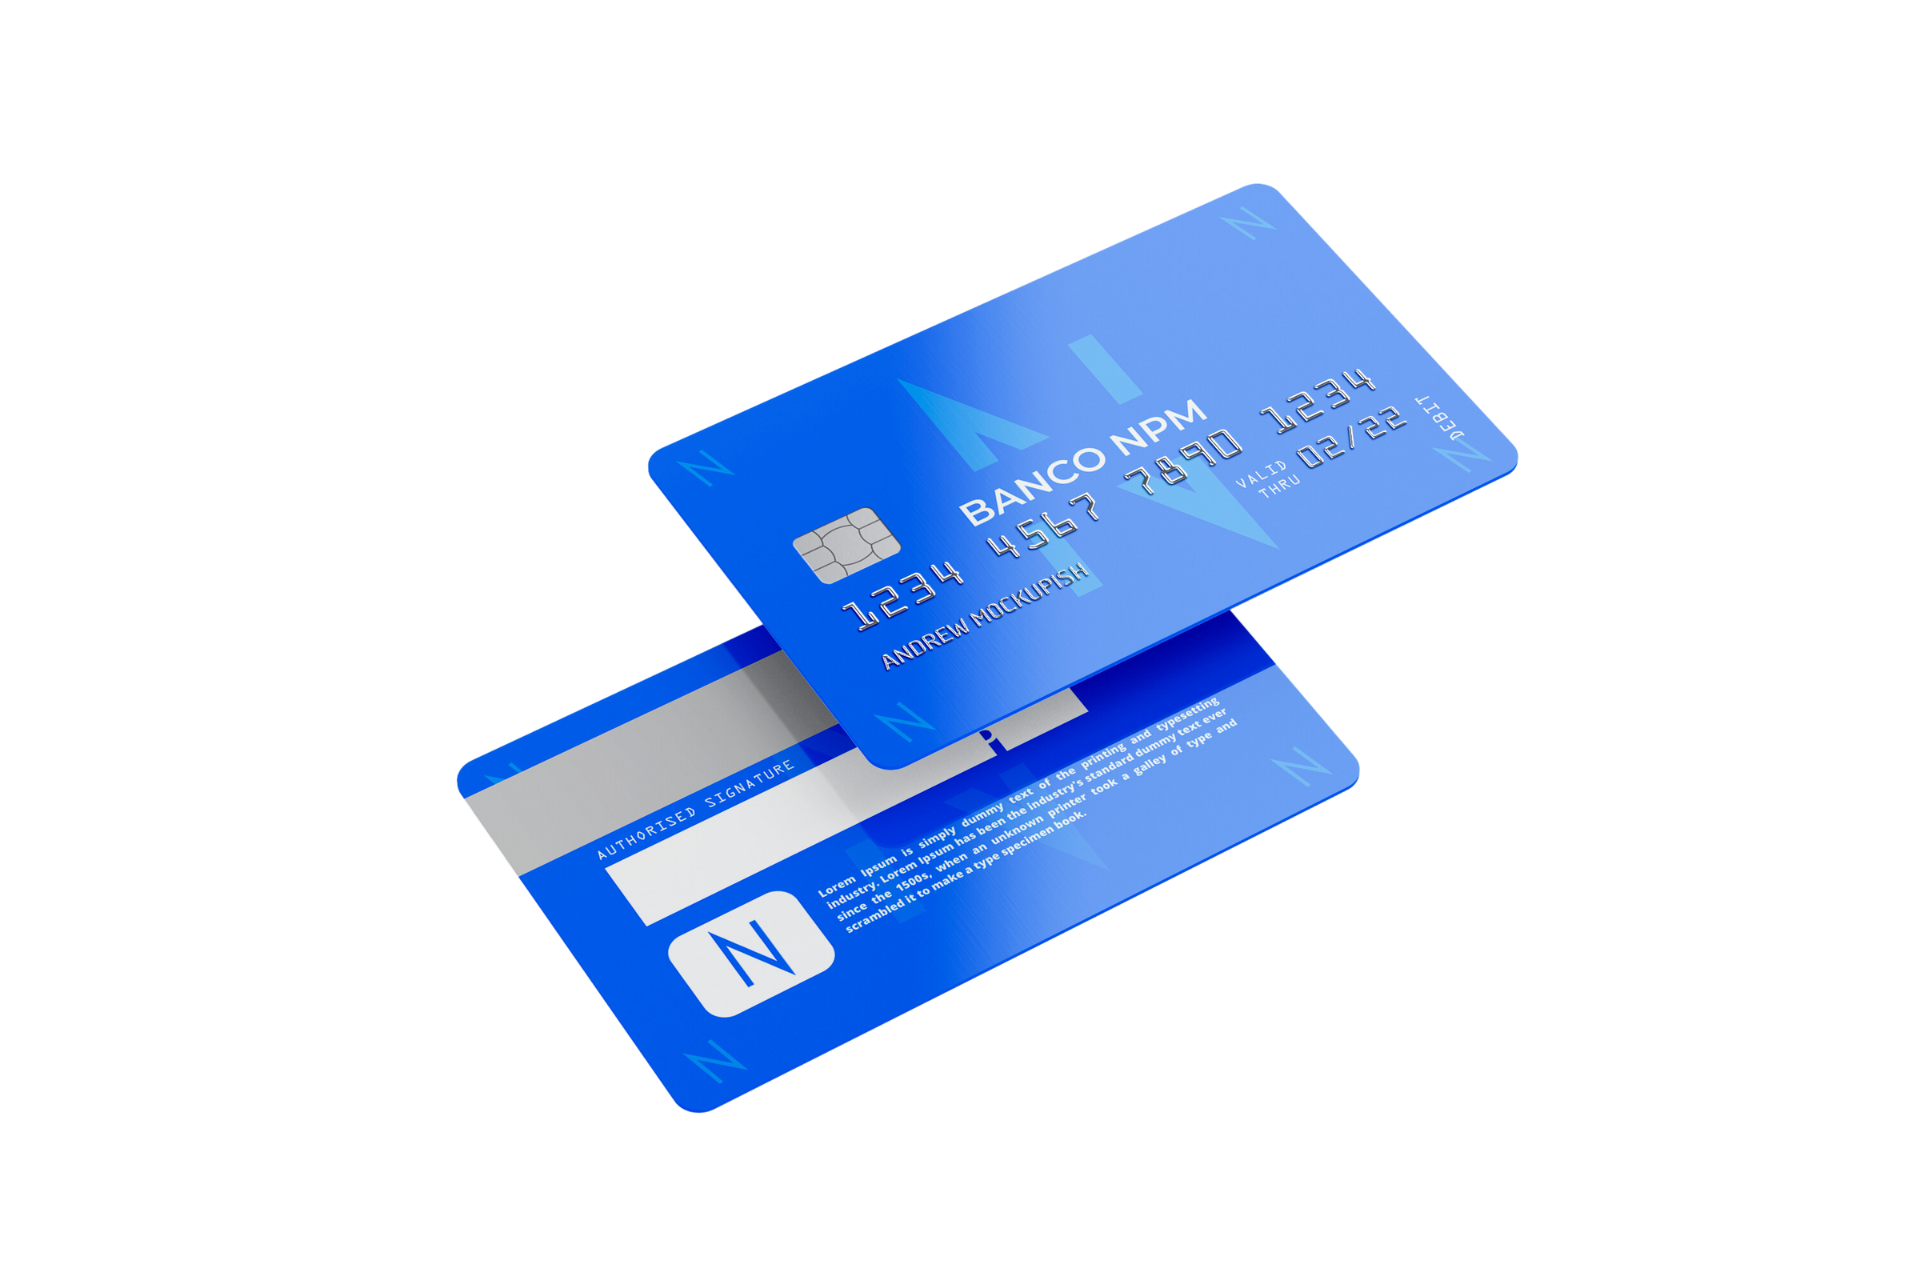 N
N
BANCO NPM
1234 4567 7890 1234
VALID
THRU
02/22
DEBIT
ANDREW MOCKUPISH
N
N
AUTHORISED SIGNATURE
Lorem Ipsum is simply dummy text of the printing and typesetting
industry. Lorem Ipsum has been the industry's standard dummy text ever
since the 1500s, when an unknown printer took a galley of type and
scrambled it to make a type specimen book.
N
N
N